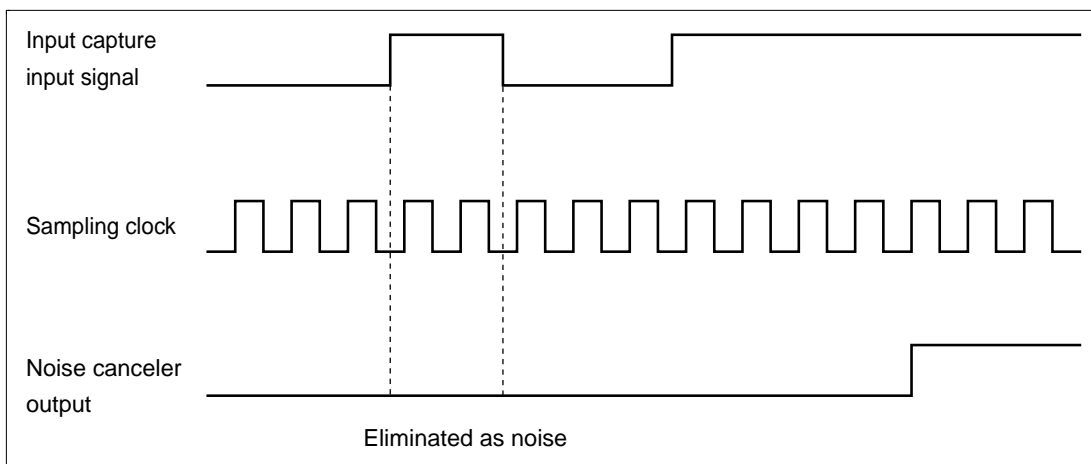 Input capture
input signal
Sampling clock
Noise canceler
output
Eliminated as noise